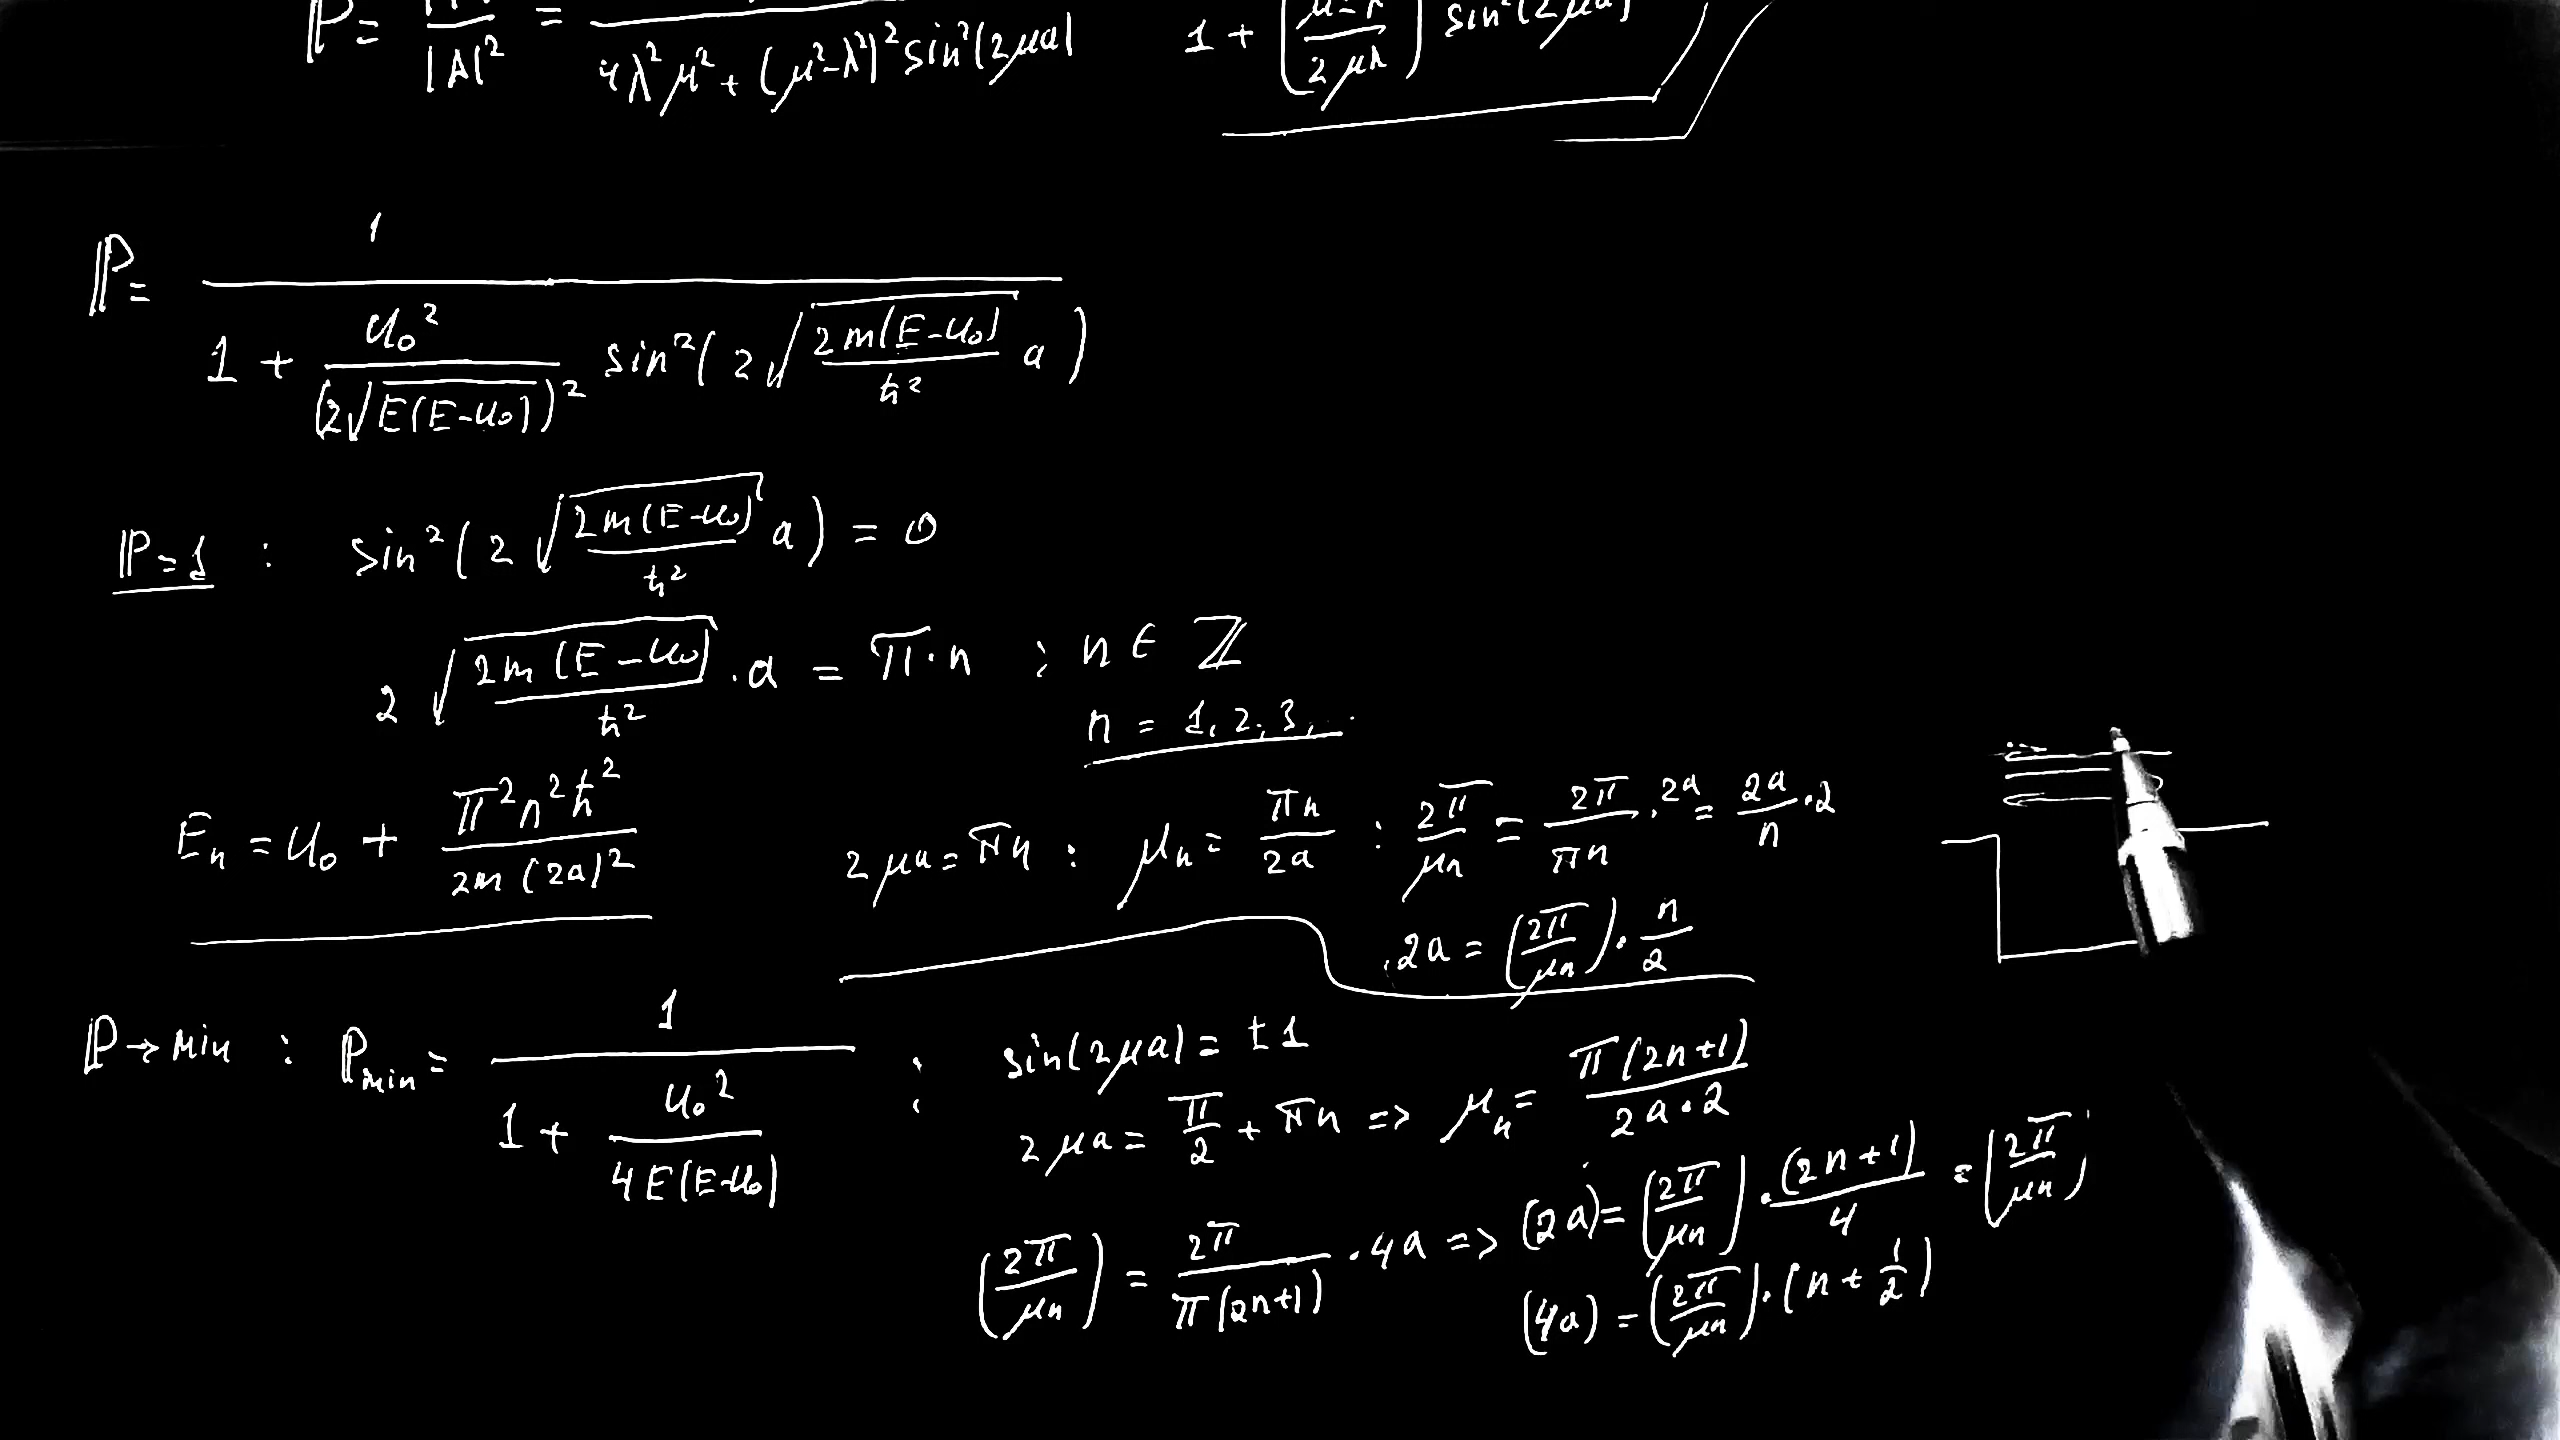 P = |A|² = 4λ²μ² + (μ²-λ²)² sin²(2μa) 1 + ( / 2μλ) sin²(2μa)
P = 1 / (1 + U₀² / (2√(E(E-U₀)))² sin²(2√(2m(E-U₀)/ħ²) a))
P=1 : sin²(2√(2m(E-U₀)/ħ²) a) = 0
2√(2m(E-U₀)/ħ²) · a = π·n ; n ∈ ℤ
n = 1, 2, 3, ...
Eₙ = U₀ + π²n²ħ² / 2m(2a)²
2μa = πn : μₙ = πn/2a : 2π/μₙ = 2π/πn · 2a = 2a/n · 2
2a = (2π/μₙ) · n/2
P → min : P_min = 1 / (1 + U₀² / 4E(E-U₀)) ; sin(2μa) = ±1
2μa = π/2 + πn => μₙ = π(2n+1) / 2a·2
(2π/μₙ) = 2π / π(2n+1) · 4a => (2a) = (2π/μₙ) · (2n+1)/4 = (2π/μₙ)
(4a) = (2π/μₙ) · (n + 1/2)